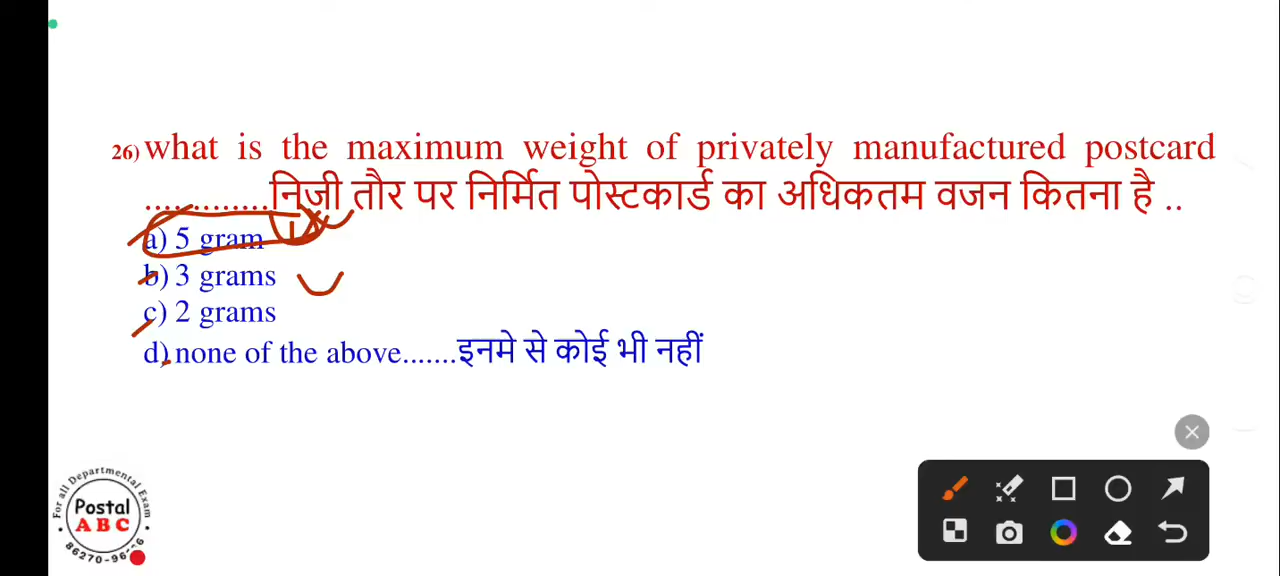 26) what is the maximum weight of privately manufactured postcard
.............निजी तौर पर निर्मित पोस्टकार्ड का अधिकतम वजन कितना है ..
a) 5 gram
b) 3 grams
c) 2 grams
d) none of the above.......इनमे से कोई भी नहीं
For all Departmental Exam
Postal
ABC